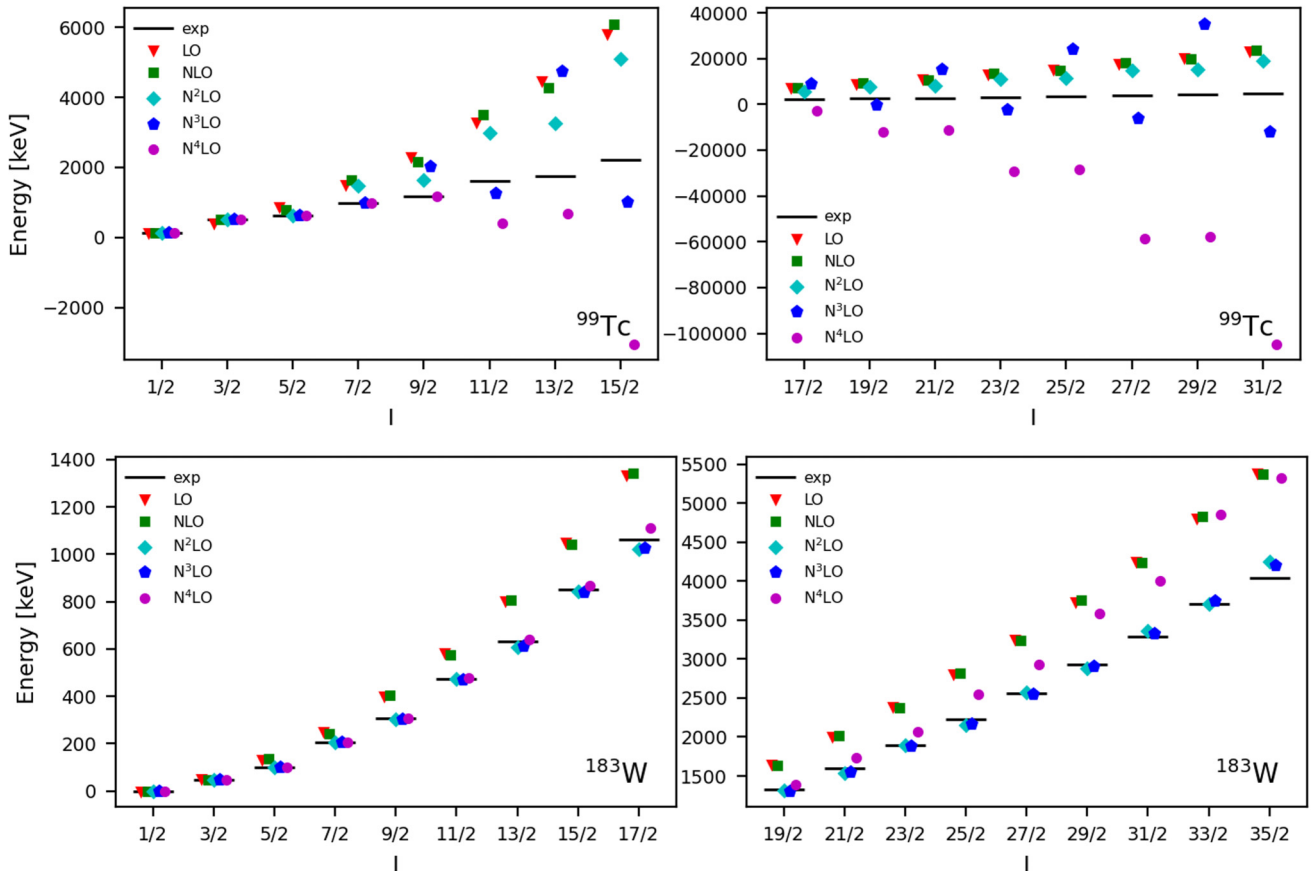 Energy [keV]
6000
4000
2000
0
−2000
exp
LO
NLO
N²LO
N³LO
N⁴LO
⁹⁹Tc
1/2 3/2 5/2 7/2 9/2 11/2 13/2 15/2
I
40000
20000
0
−20000
−40000
−60000
−80000
−100000
exp
LO
NLO
N²LO
N³LO
N⁴LO
⁹⁹Tc
17/2 19/2 21/2 23/2 25/2 27/2 29/2 31/2
I
Energy [keV]
1400
1200
1000
800
600
400
200
0
exp
LO
NLO
N²LO
N³LO
N⁴LO
¹⁸³W
1/2 3/2 5/2 7/2 9/2 11/2 13/2 15/2 17/2
I
5500
5000
4500
4000
3500
3000
2500
2000
1500
exp
LO
NLO
N²LO
N³LO
N⁴LO
¹⁸³W
19/2 21/2 23/2 25/2 27/2 29/2 31/2 33/2 35/2
I